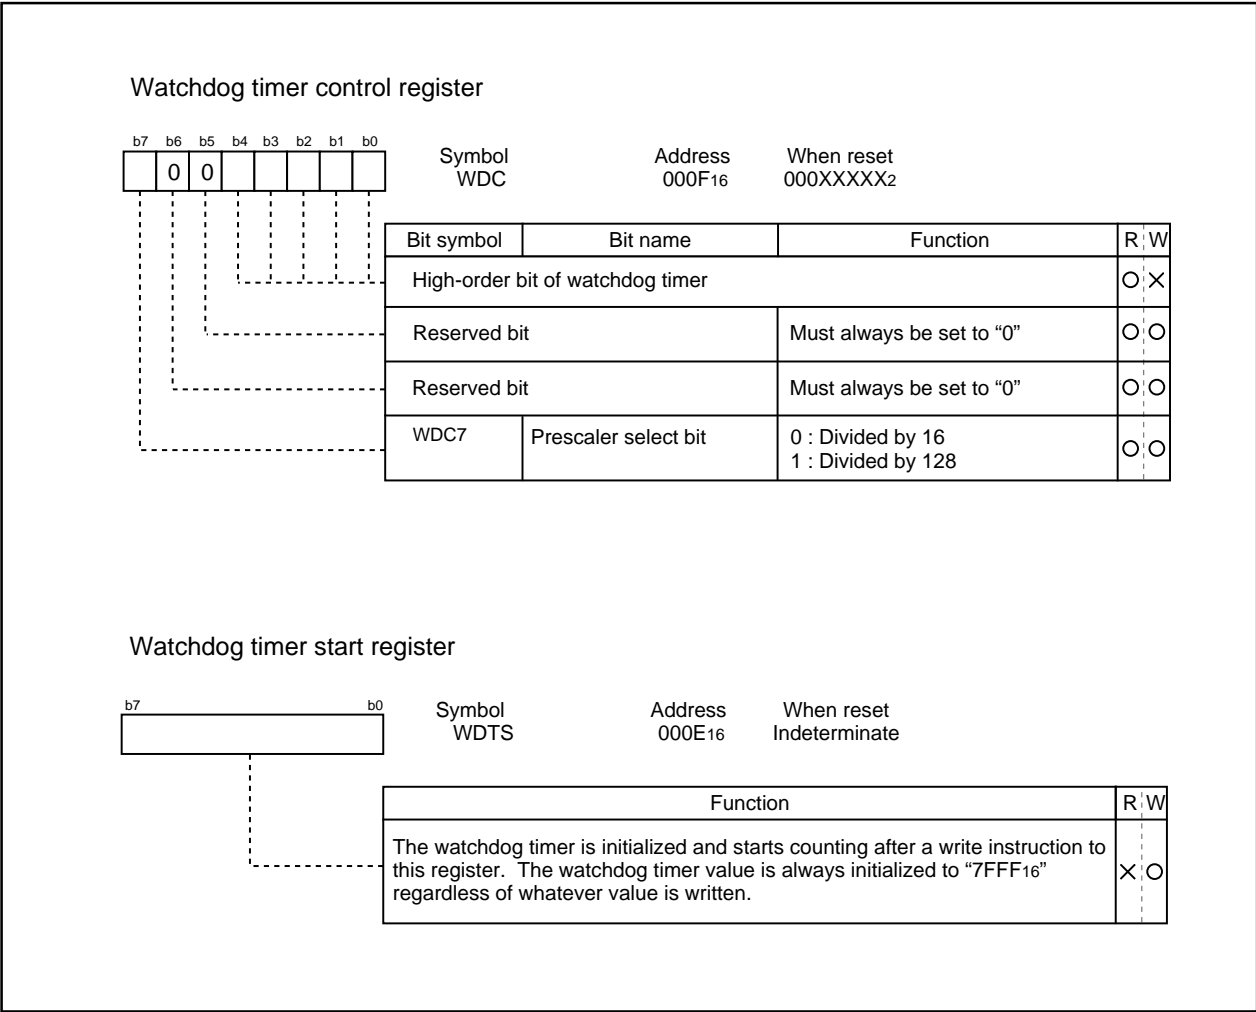 Watchdog timer control register
b7 b6 b5 b4 b3 b2 b1 b0
0 0
Symbol Address When reset
WDC 000F16 000XXXXX2
Bit symbol Bit name Function R W
High-order bit of watchdog timer
Reserved bit Must always be set to “0”
Reserved bit Must always be set to “0”
WDC7 Prescaler select bit 0 : Divided by 16
1 : Divided by 128
Watchdog timer start register
b7 b0
Symbol Address When reset
WDTS 000E16 Indeterminate
Function R W
The watchdog timer is initialized and starts counting after a write instruction to
this register. The watchdog timer value is always initialized to “7FFF16”
regardless of whatever value is written.